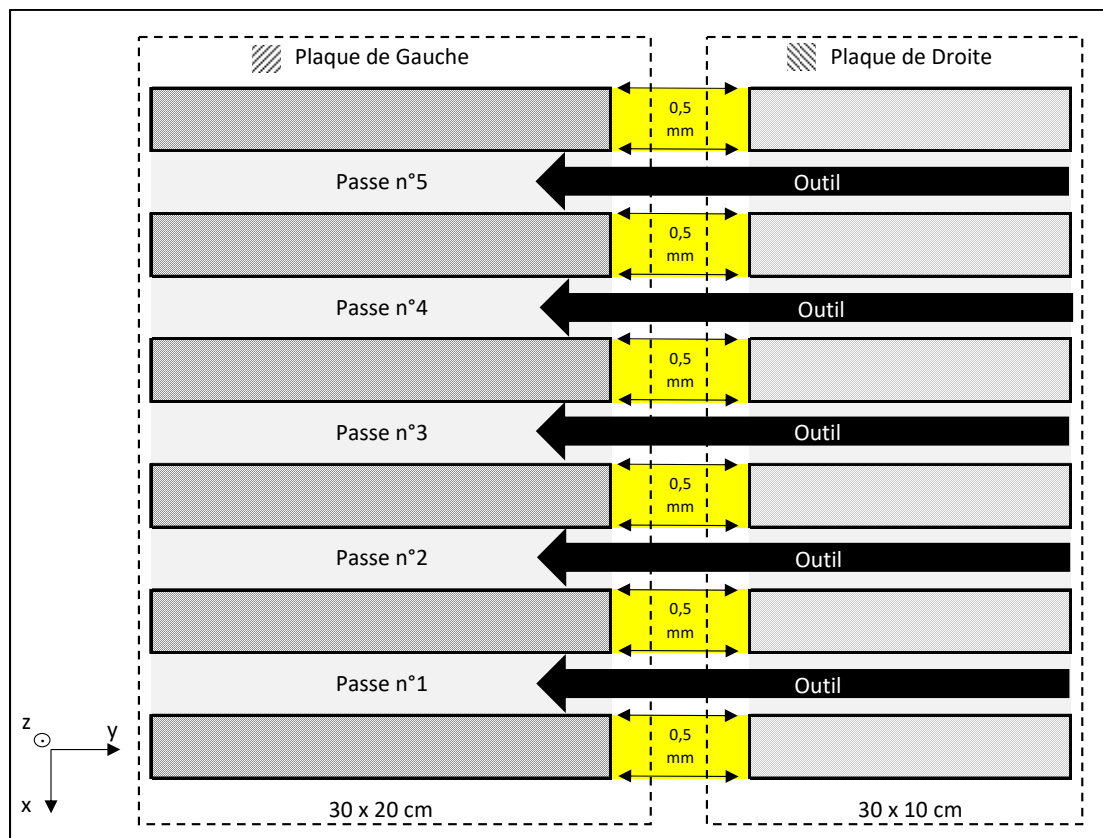 Plaque de Gauche
Plaque de Droite
0,5
mm
Passe n°5
Outil
0,5
mm
Passe n°4
Outil
0,5
mm
Passe n°3
Outil
0,5
mm
Passe n°2
Outil
0,5
mm
Passe n°1
Outil
0,5
mm
z
y
x
30 x 20 cm
30 x 10 cm